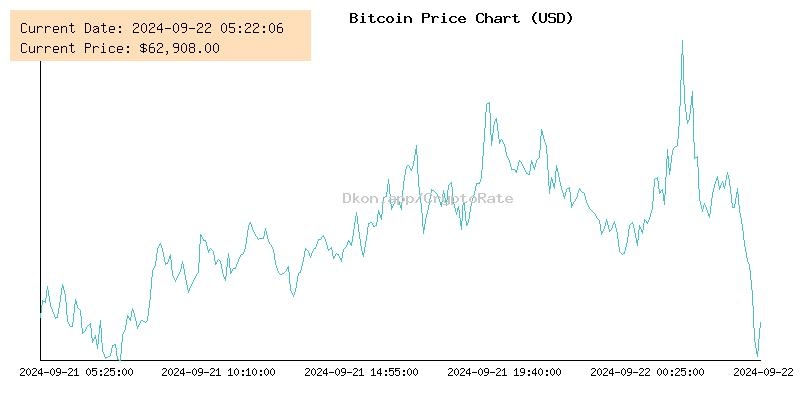 Bitcoin Price Chart (USD)
Current Date: 2024-09-22 05:22:06
Current Price: $62,908.00
Dkon.app/CryptoRate
2024-09-21 05:25:00 2024-09-21 10:10:00 2024-09-21 14:55:00 2024-09-21 19:40:00 2024-09-22 00:25:00 2024-09-22